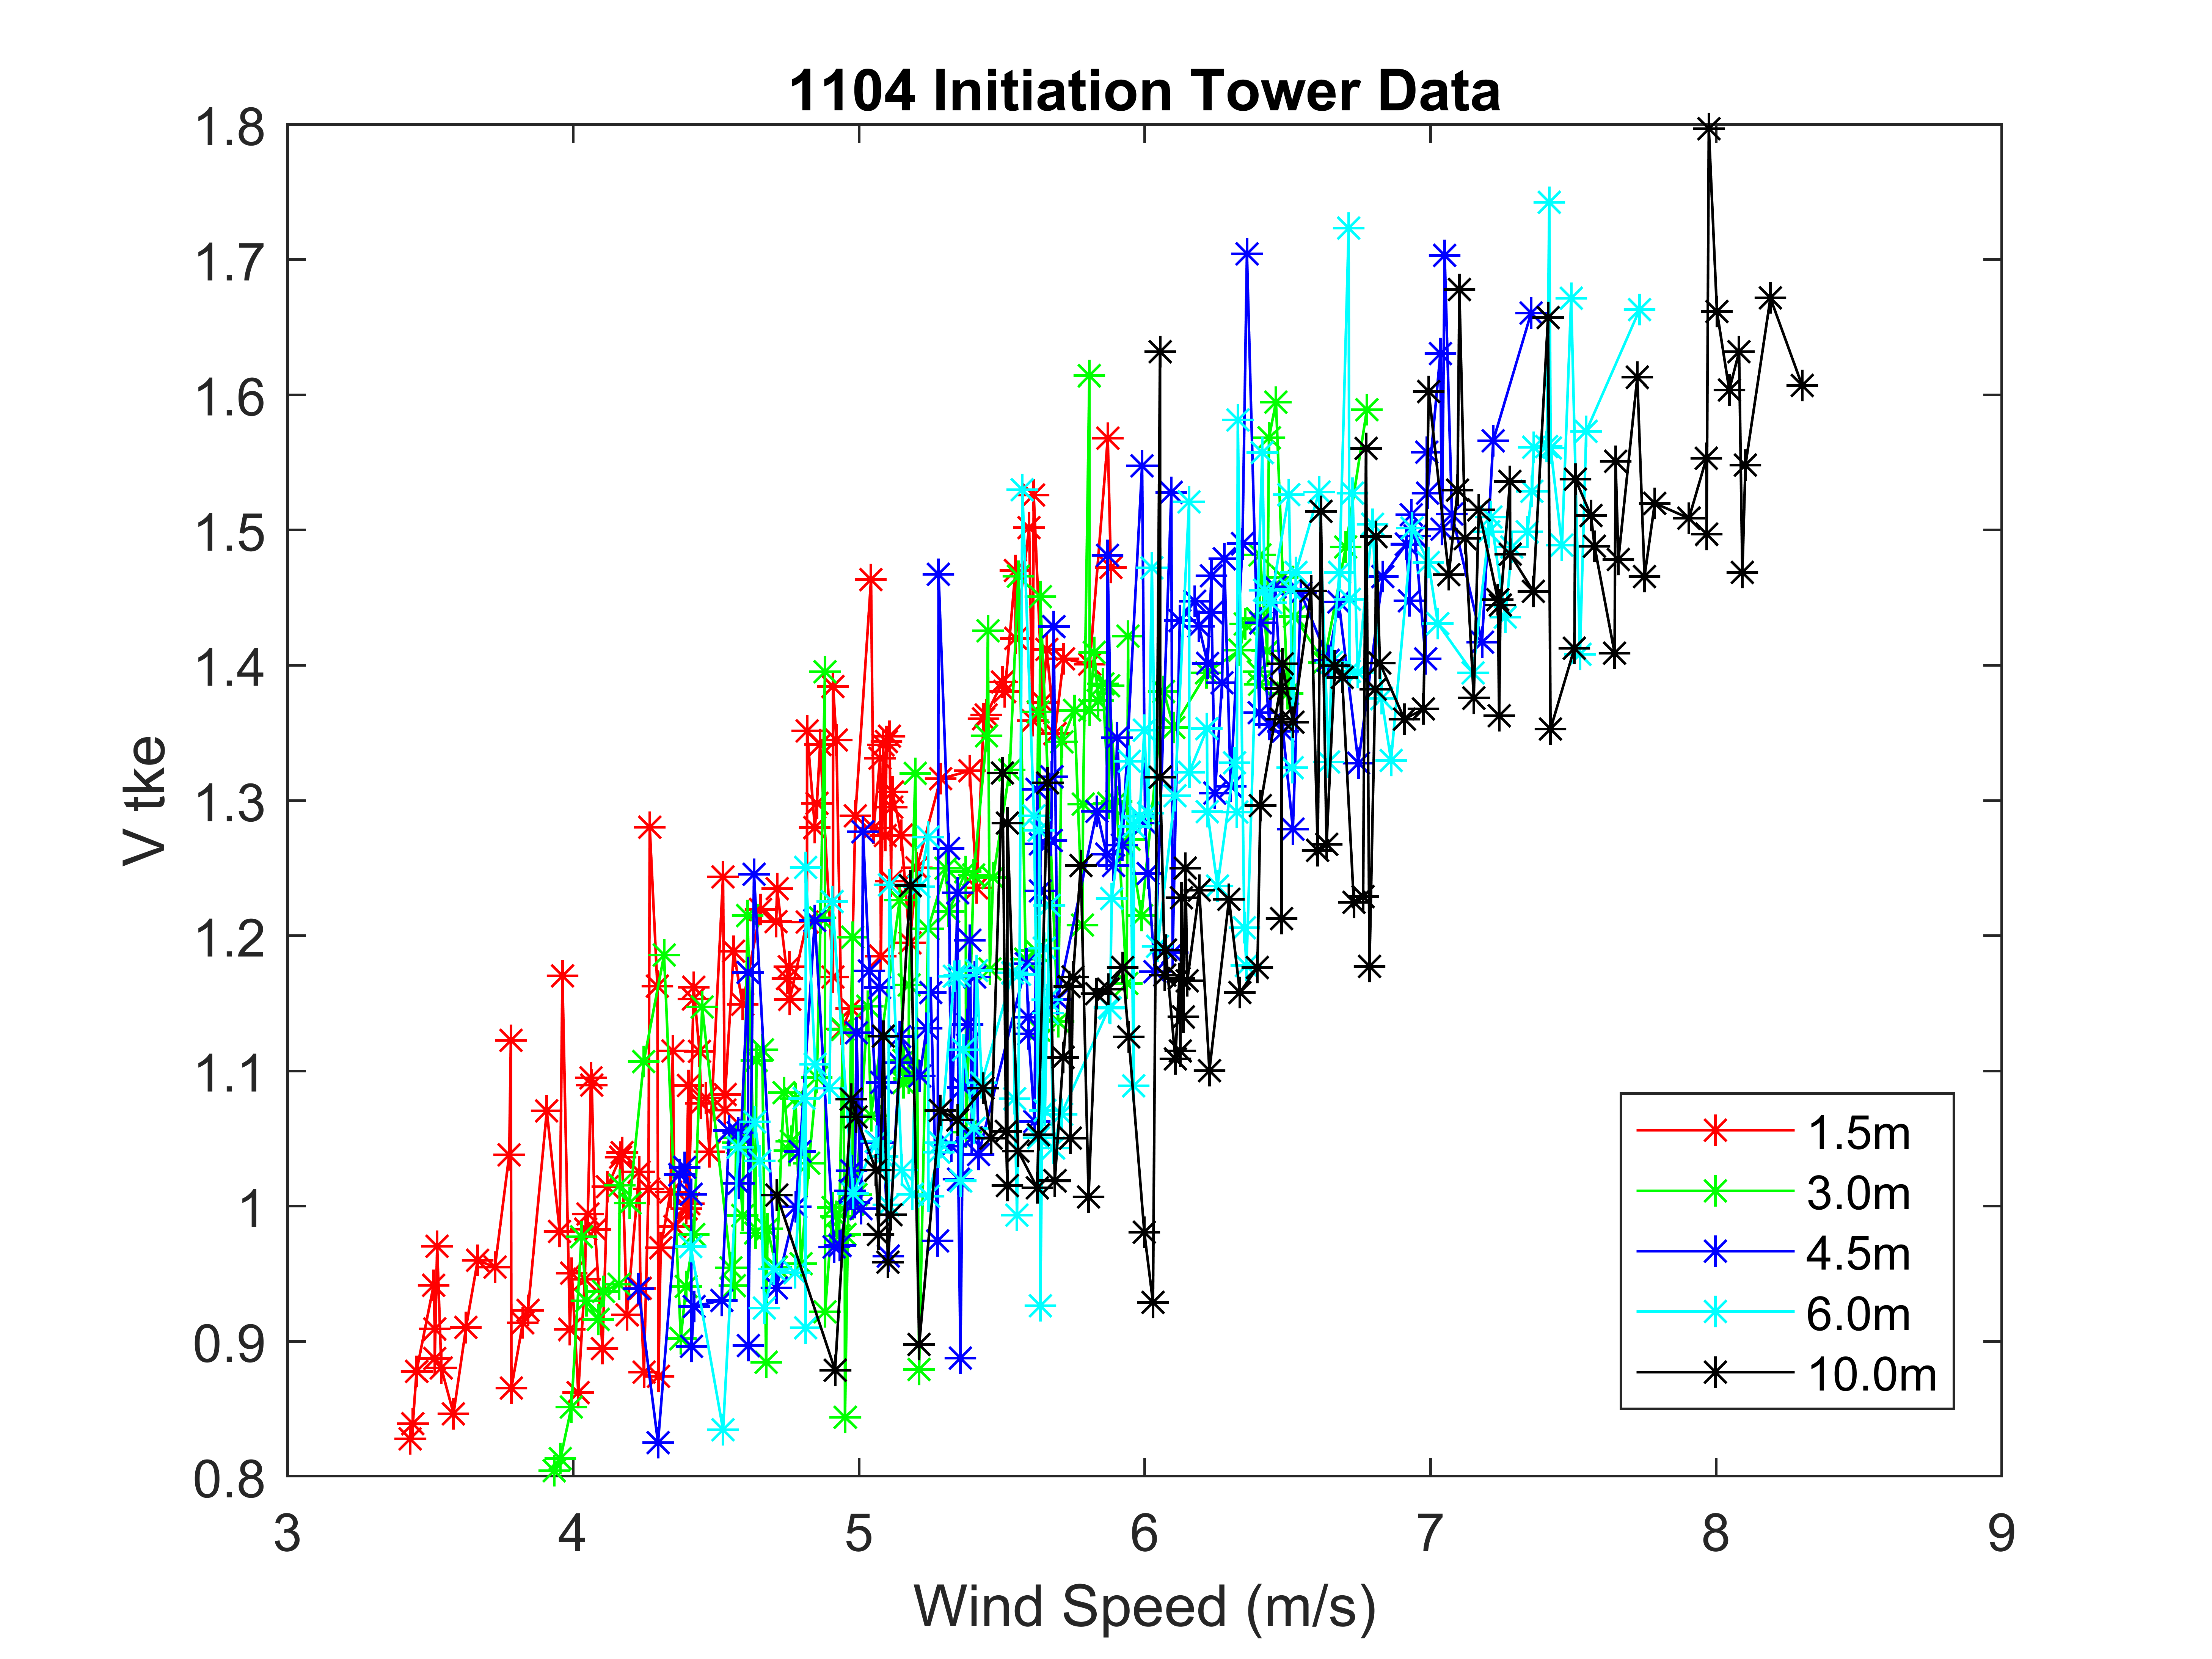 1104 Initiation Tower Data
1.8
1.7
1.6
1.5
1.4
1.3
1.2
1.1
1
0.9
0.8
V tke
3 4 5 6 7 8 9
Wind Speed (m/s)
1.5m
3.0m
4.5m
6.0m
10.0m